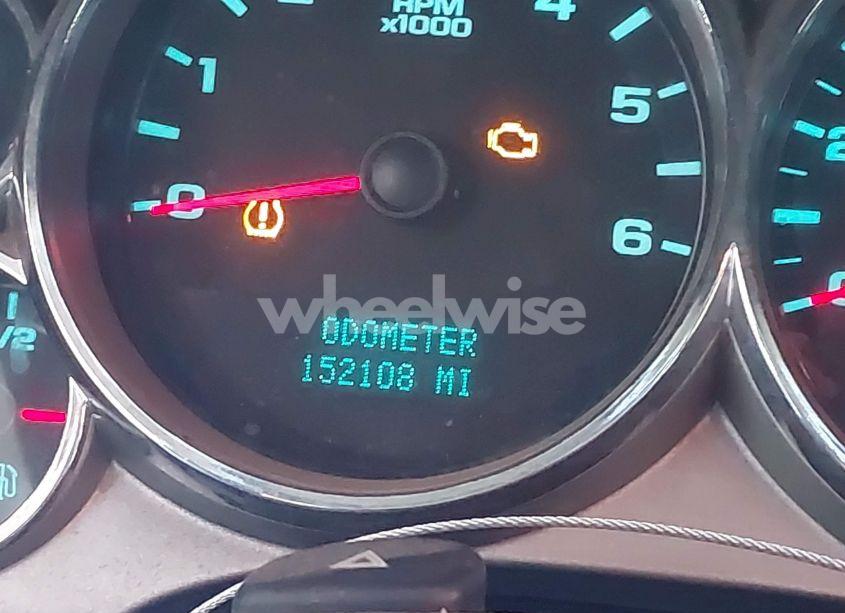 RPM
x1000
1
4
5
6
0
wheelwise
ODOMETER
152108 MI
1/2